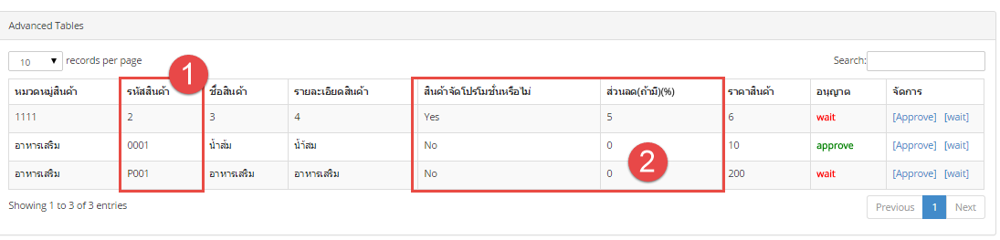 Advanced Tables
10 records per page Search:
หมวดหมู่สินค้า รหัสสินค้า ชื่อสินค้า รายละเอียดสินค้า สินค้าจัดโปรโมชั่นหรือไม่ ส่วนลด(ถ้ามี)(%) ราคาสินค้า อนุญาต จัดการ
1111 2 3 4 Yes 5 6 wait [Approve] [wait]
อาหารเสริม 0001 น้ำส้ม น้ำ้สม No 0 10 approve [Approve] [wait]
อาหารเสริม P001 อาหารเสริม อาหารเสริม No 0 200 wait [Approve] [wait]
Showing 1 to 3 of 3 entries Previous 1 Next
1
2